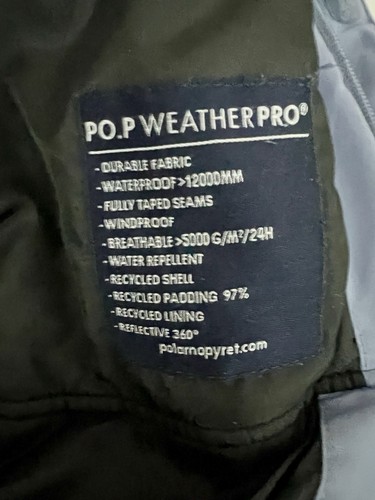 PO.P WEATHERPRO®
- DURABLE FABRIC
- WATERPROOF >12000MM
- FULLY TAPED SEAMS
- WINDPROOF
- BREATHABLE >5000 G/M²/24H
- WATER REPELLENT
- RECYCLED SHELL
- RECYCLED PADDING 97%
- RECYCLED LINING
- REFLECTIVE 360°
polarnopyret.com